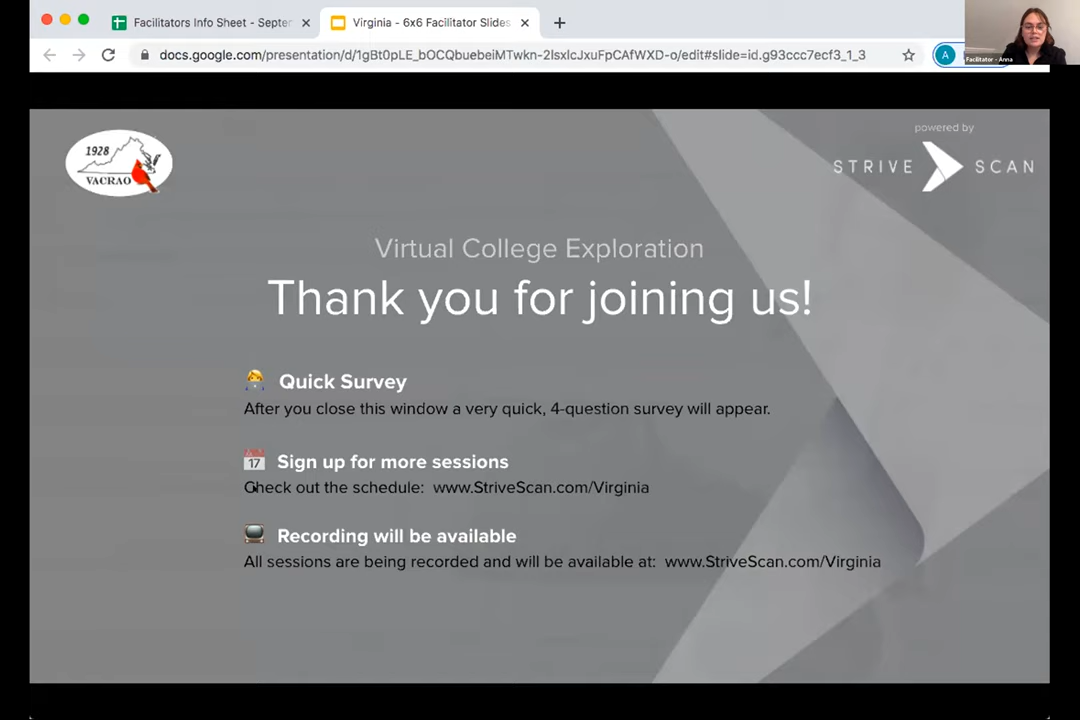 Facilitators Info Sheet - Septer
Virginia - 6x6 Facilitator Slides
docs.google.com/presentation/d/1gBt0pLE_bOCQbuebeiMTwkn-2lsxlcJxuFpCAfWXD-o/edit#slide=id.g93ccc7ecf3_1_3
A
Facilitator - Anna
1928
VACRAO
powered by
STRIVE SCAN
Virtual College Exploration
Thank you for joining us!
Quick Survey
After you close this window a very quick, 4-question survey will appear.
17
Sign up for more sessions
Check out the schedule: www.StriveScan.com/Virginia
Recording will be available
All sessions are being recorded and will be available at: www.StriveScan.com/Virginia